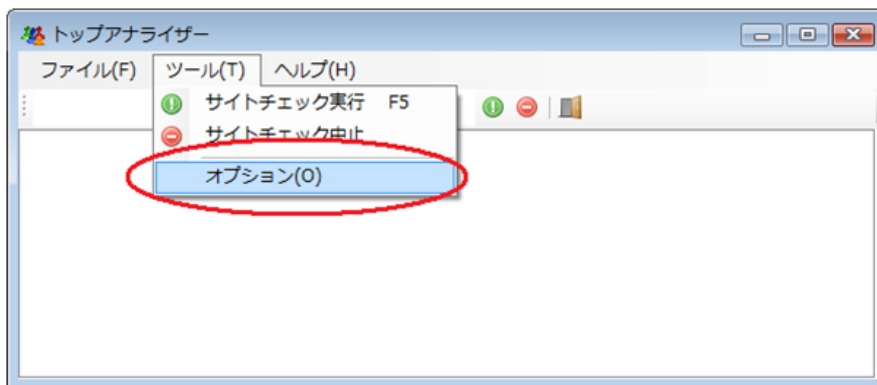 トップアナライザー
ファイル(F) ツール(T) ヘルプ(H)
サイトチェック実行 F5
サイトチェック中止
オプション(O)